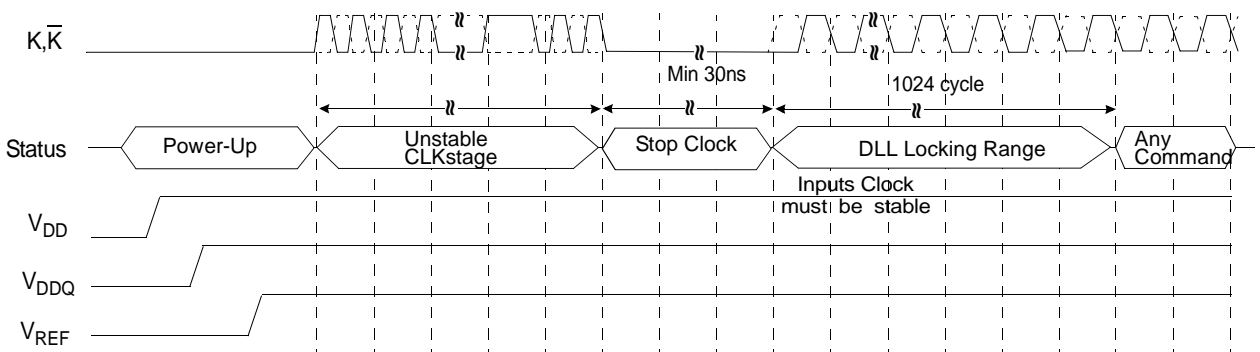 K,K̅
Min 30ns
1024 cycle
Status
Power-Up
Unstable
CLKstage
Stop Clock
DLL Locking Range
Any
Command
Inputs Clock
must be stable
VDD
VDDQ
VREF